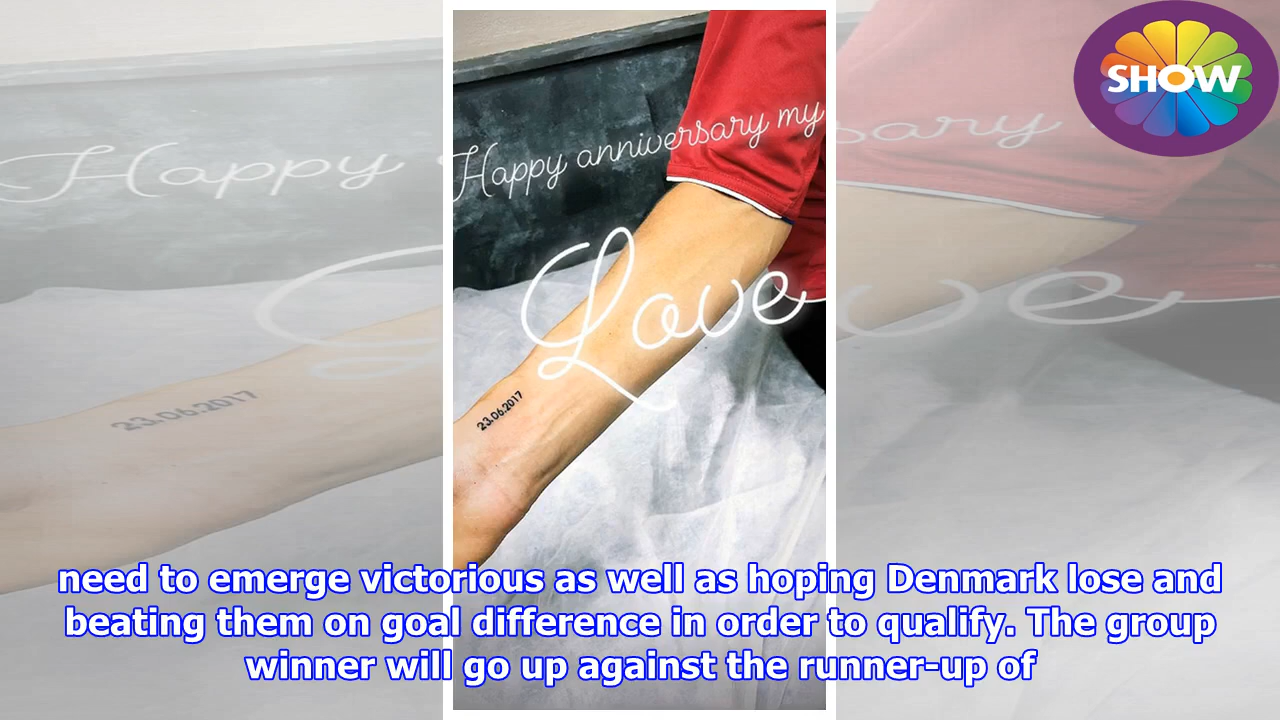 SHOW
Happy anniversary my
Love
23.06.2017
need to emerge victorious as well as hoping Denmark lose and
beating them on goal difference in order to qualify. The group
winner will go up against the runner-up of